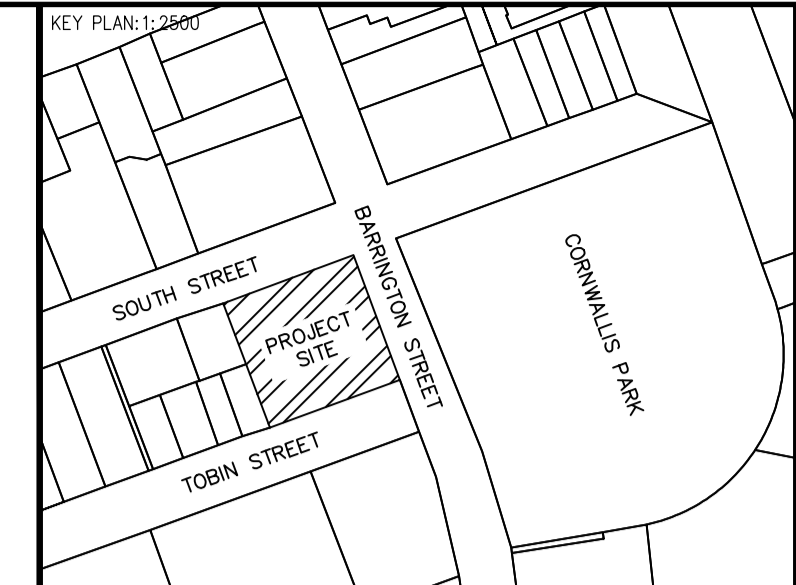 KEY PLAN:1:2500
BARRINGTON STREET
CORNWALLIS PARK
SOUTH STREET
PROJECT
SITE
TOBIN STREET